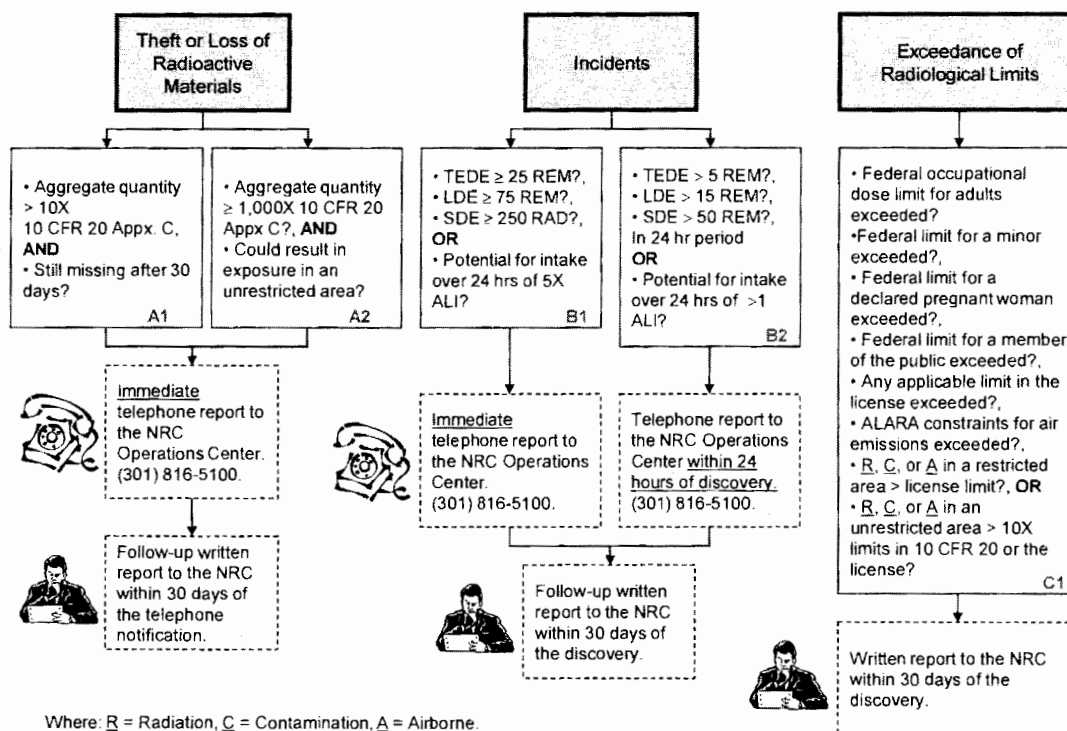 Theft or Loss of
Radioactive
Materials
Incidents
Exceedance of
Radiological Limits
• Aggregate quantity
> 10X
10 CFR 20 Appx. C,
AND
• Still missing after 30
days?
A1
• Aggregate quantity
≥ 1,000X 10 CFR 20
Appx C?, AND
• Could result in
exposure in an
unrestricted area?
A2
• TEDE ≥ 25 REM?,
• LDE ≥ 75 REM?,
• SDE ≥ 250 RAD?,
OR
• Potential for intake
over 24 hrs of 5X
ALI?
B1
• TEDE > 5 REM?,
• LDE > 15 REM?,
• SDE > 50 REM?,
In 24 hr period
OR
• Potential for intake
over 24 hrs of >1
ALI?
B2
• Federal occupational
dose limit for adults
exceeded?
•Federal limit for a minor
exceeded?,
• Federal limit for a
declared pregnant woman
exceeded?,
• Federal limit for a member
of the public exceeded?,
• Any applicable limit in the
license exceeded?,
• ALARA constraints for air
emissions exceeded?,
• R, C, or A in a restricted
area > license limit?, OR
• R, C, or A in an
unrestricted area > 10X
limits in 10 CFR 20 or the
license?
C1
Immediate
telephone report to
the NRC
Operations Center.
(301) 816-5100.
Immediate
telephone report to
the NRC Operations
Center.
(301) 816-5100.
Telephone report to
the NRC Operations
Center within 24
hours of discovery.
(301) 816-5100.
Follow-up written
report to the NRC
within 30 days of
the telephone
notification.
Follow-up written
report to the NRC
within 30 days of
the discovery.
Written report to the NRC
within 30 days of the
discovery.
Where: R = Radiation, C = Contamination, A = Airborne.